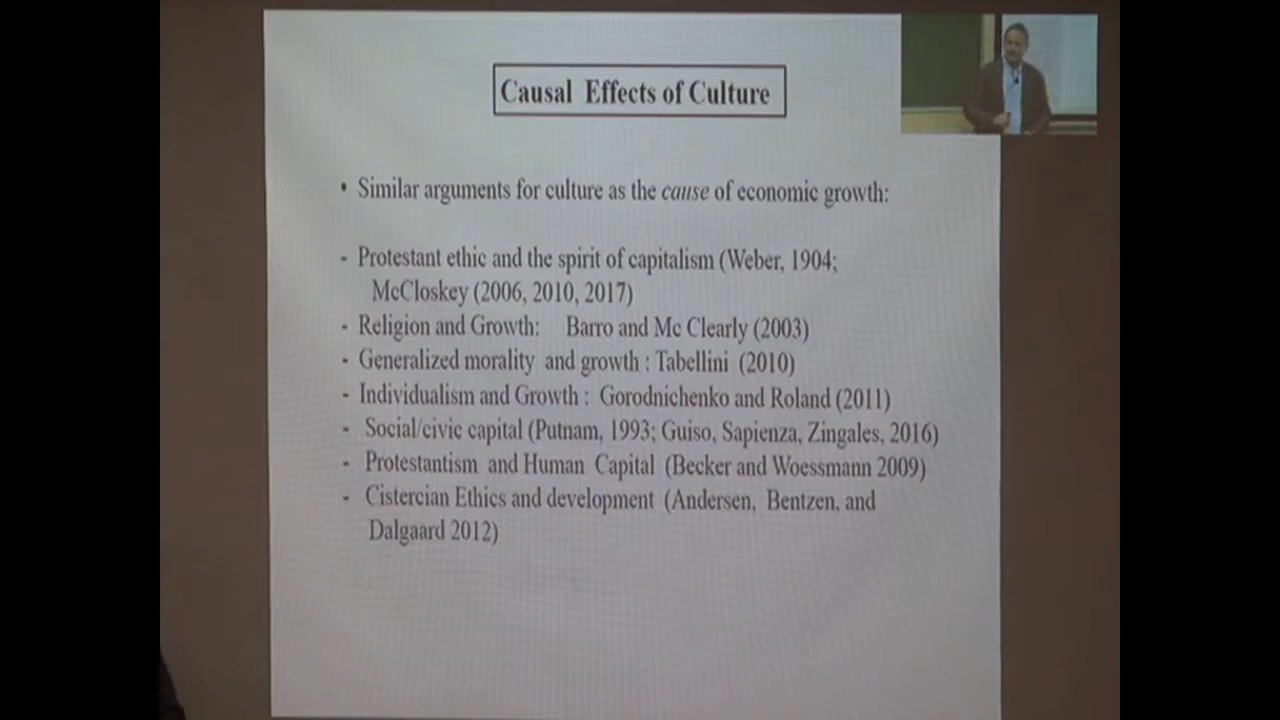 Causal Effects of Culture
• Similar arguments for culture as the cause of economic growth:
- Protestant ethic and the spirit of capitalism (Weber, 1904;
McCloskey (2006, 2010, 2017)
- Religion and Growth: Barro and Mc Clearly (2003)
- Generalized morality and growth : Tabellini (2010)
- Individualism and Growth : Gorodnichenko and Roland (2011)
- Social/civic capital (Putnam, 1993; Guiso, Sapienza, Zingales, 2016)
- Protestantism and Human Capital (Becker and Woessmann 2009)
- Cistercian Ethics and development (Andersen, Bentzen, and
Dalgaard 2012)